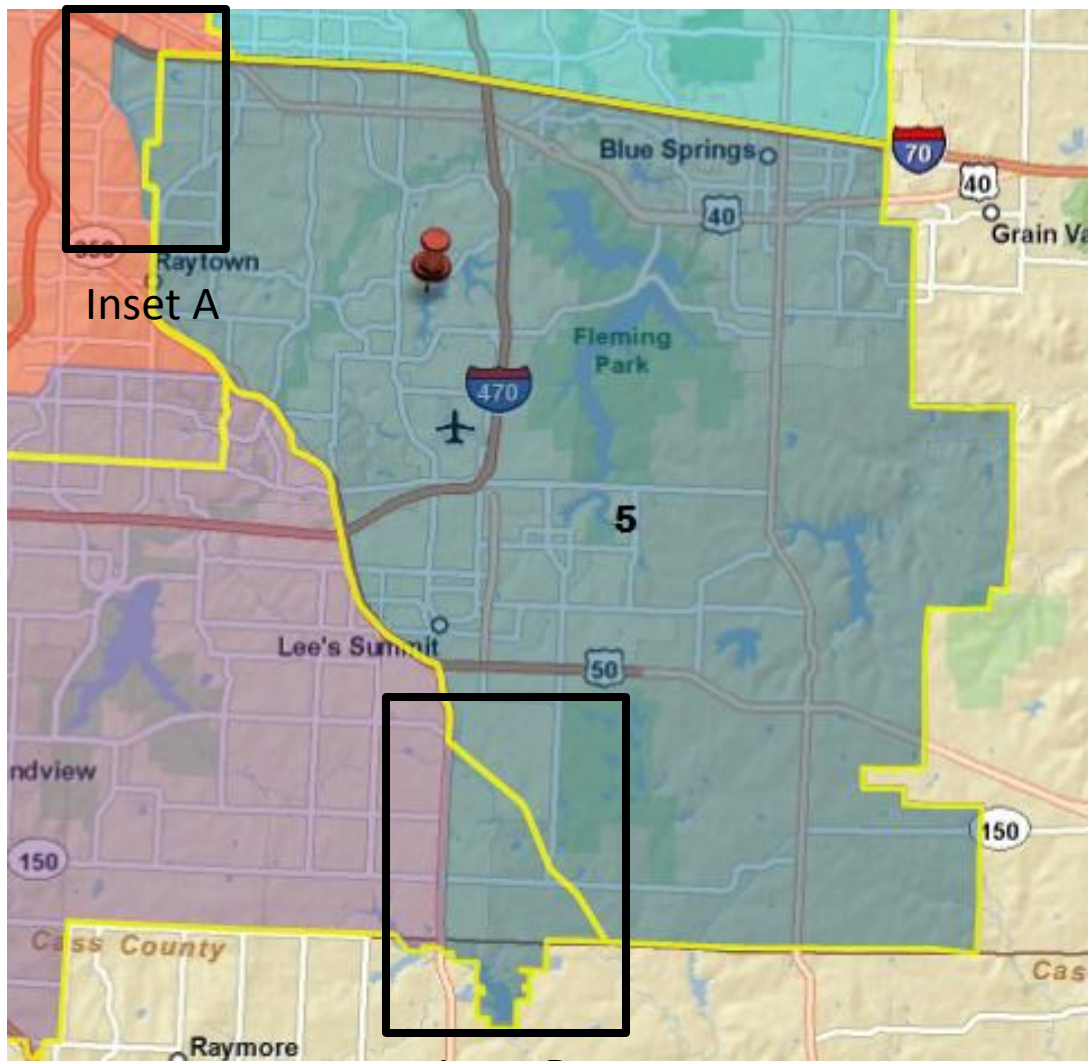 Blue Springs
70
40
40
Grain Va
350
Raytown
Inset A
Fleming
Park
470
5
Lee's Summit
50
ndview
150
150
Cass County
Cas
Raymore